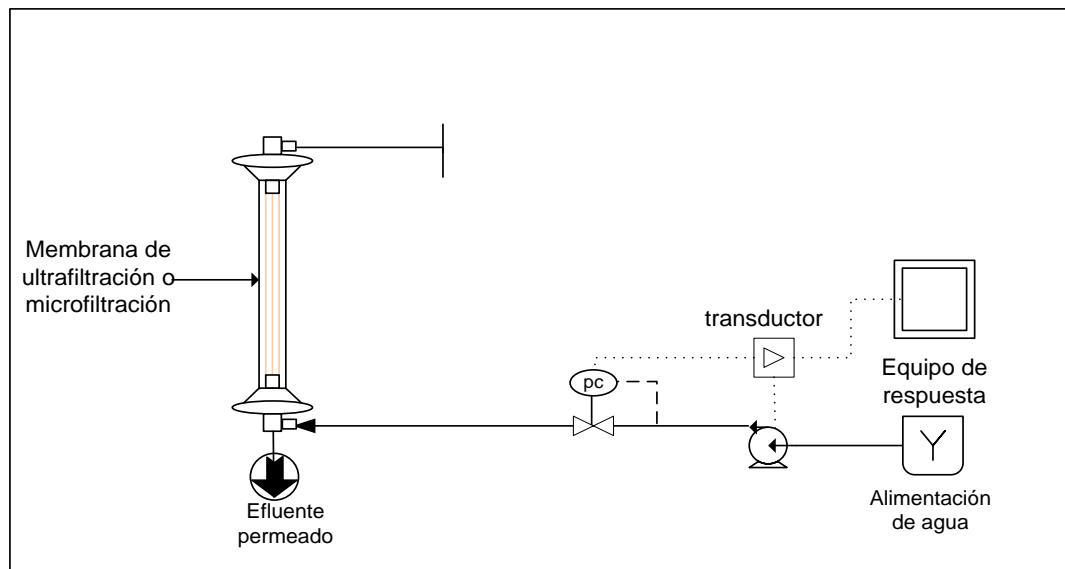 Membrana de
ultrafiltración o
microfiltración
transductor
pc
Equipo de
respuesta
Alimentación
de agua
Efluente
permeado